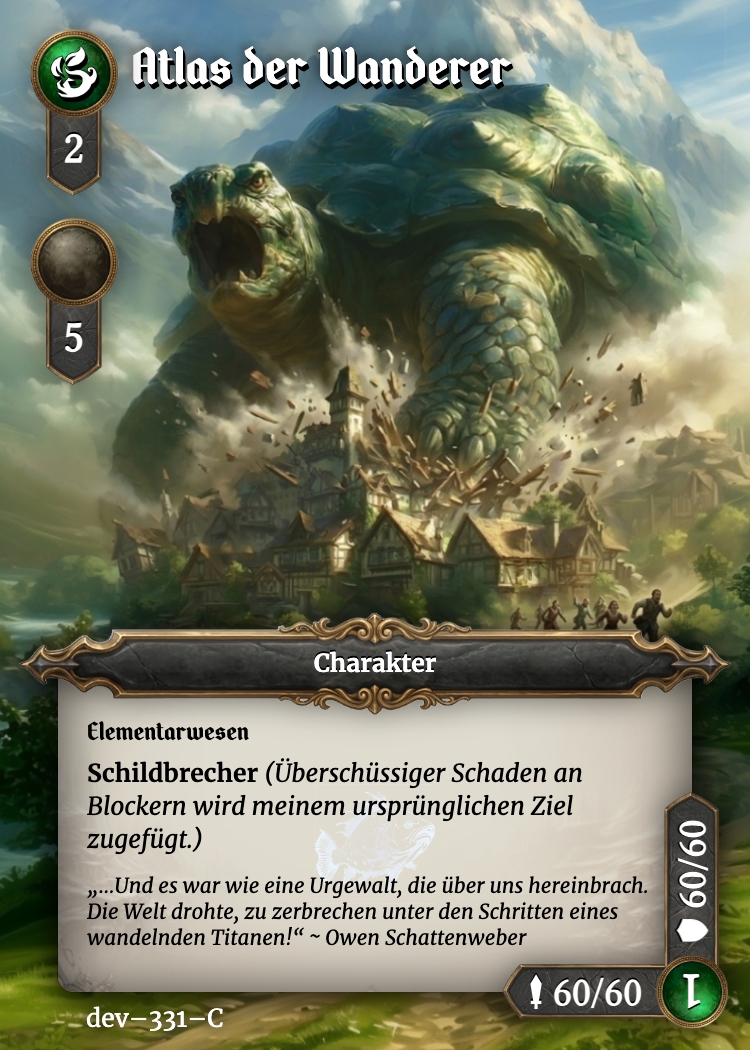 Atlas der Wanderer
2
5
Charakter
Elementarwesen
Schildbrecher (Überschüssiger Schaden an
Blockern wird meinem ursprünglichen Ziel
zugefügt.)
„...Und es war wie eine Urgewalt, die über uns hereinbrach.
Die Welt drohte, zu zerbrechen unter den Schritten eines
wandelnden Titanen!“ ~ Owen Schattenweber
60/60
60/60
1
dev–331–C